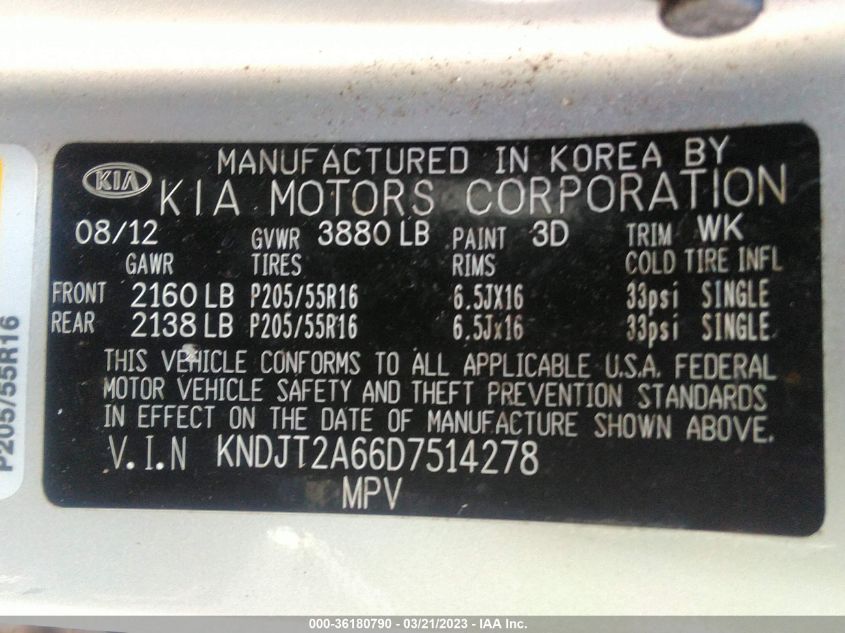 KIA
MANUFACTURED IN KOREA BY
KIA MOTORS CORPORATION
08/12 GVWR 3880 LB PAINT 3D TRIM WK
GAWR TIRES RIMS COLD TIRE INFL
FRONT 2160 LB P205/55R16 6.5JX16 33psi SINGLE
REAR 2138 LB P205/55R16 6.5Jx16 33psi SINGLE
THIS VEHICLE CONFORMS TO ALL APPLICABLE U.S.A. FEDERAL
MOTOR VEHICLE SAFETY AND THEFT PREVENTION STANDARDS
IN EFFECT ON THE DATE OF MANUFACTURE SHOWN ABOVE.
V.I.N KNDJT2A66D7514278
MPV
P205/55R16
000-36180790 - 03/21/2023 - IAA Inc.